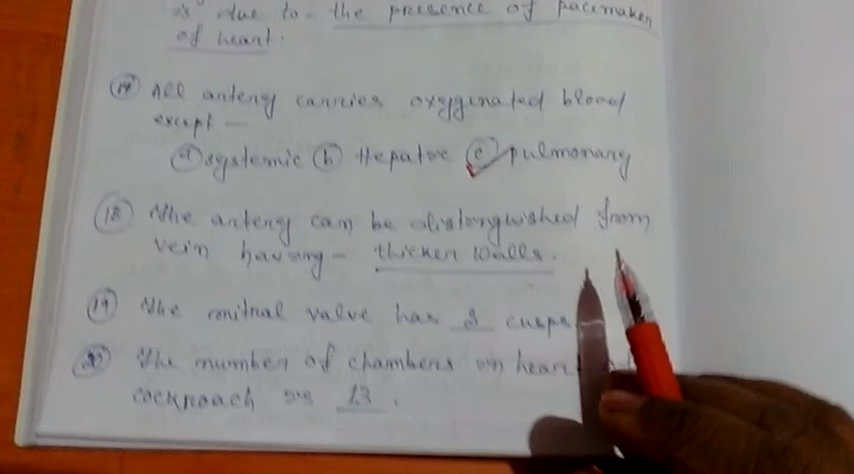 is due to - the presence of pacemaker
of heart.
(17) All artery carries oxyginated blood
except —
(a) systemic (b) Hepatic (c) pulmonary
(18) The artery can be distinguished from
vein having - thicker walls.
(19) The mitral valve has 2 cusps
(20) The number of chambers in heart
cockroach is 13.